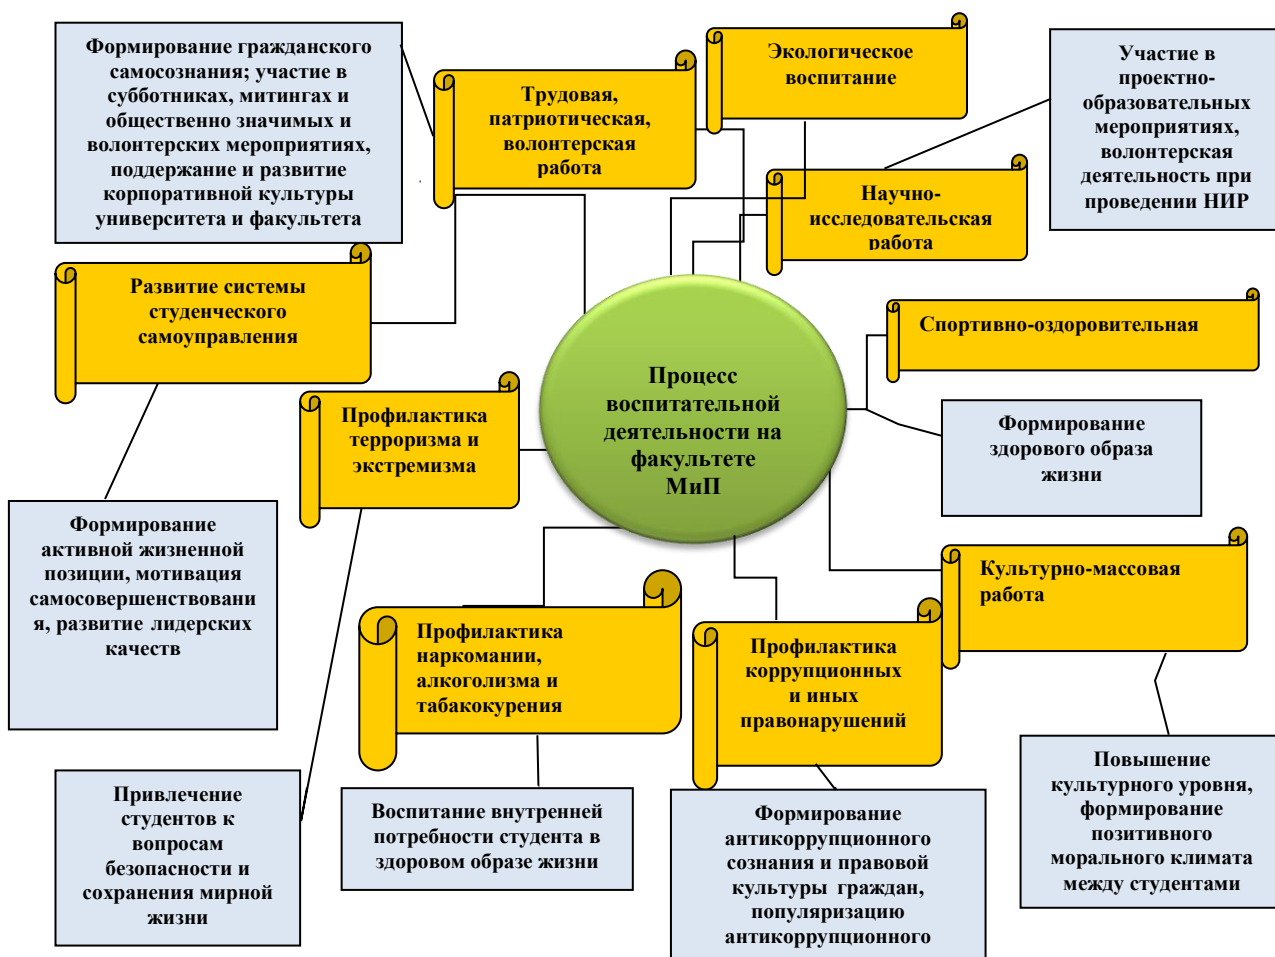 Формирование гражданского
самосознания; участие в
субботниках, митингах и
общественно значимых и
волонтерских мероприятиях,
поддержание и развитие
корпоративной культуры
университета и факультета
Трудовая,
патриотическая,
волонтерская
работа
Экологическое
воспитание
Участие в
проектно-
образовательных
мероприятиях,
волонтерская
деятельность при
проведении НИР
Научно-
исследовательская
работа
Развитие системы
студенческого
самоуправления
Спортивно-оздоровительная
Процесс
воспитательной
деятельности на
факультете
МиП
Профилактика
терроризма и
экстремизма
Формирование
здорового образа
жизни
Формирование
активной жизненной
позиции, мотивация
самосовершенствовани
я, развитие лидерских
качеств
Культурно-массовая
работа
Профилактика
наркомании,
алкоголизма и
табакокурения
Профилактика
коррупционных
и иных
правонарушений
Привлечение
студентов к
вопросам
безопасности и
сохранения мирной
жизни
Воспитание внутренней
потребности студента в
здоровом образе жизни
Формирование
антикоррупционного
сознания и правовой
культуры граждан,
популяризацию
антикоррупционного
Повышение
культурного уровня,
формирование
позитивного
морального климата
между студентами